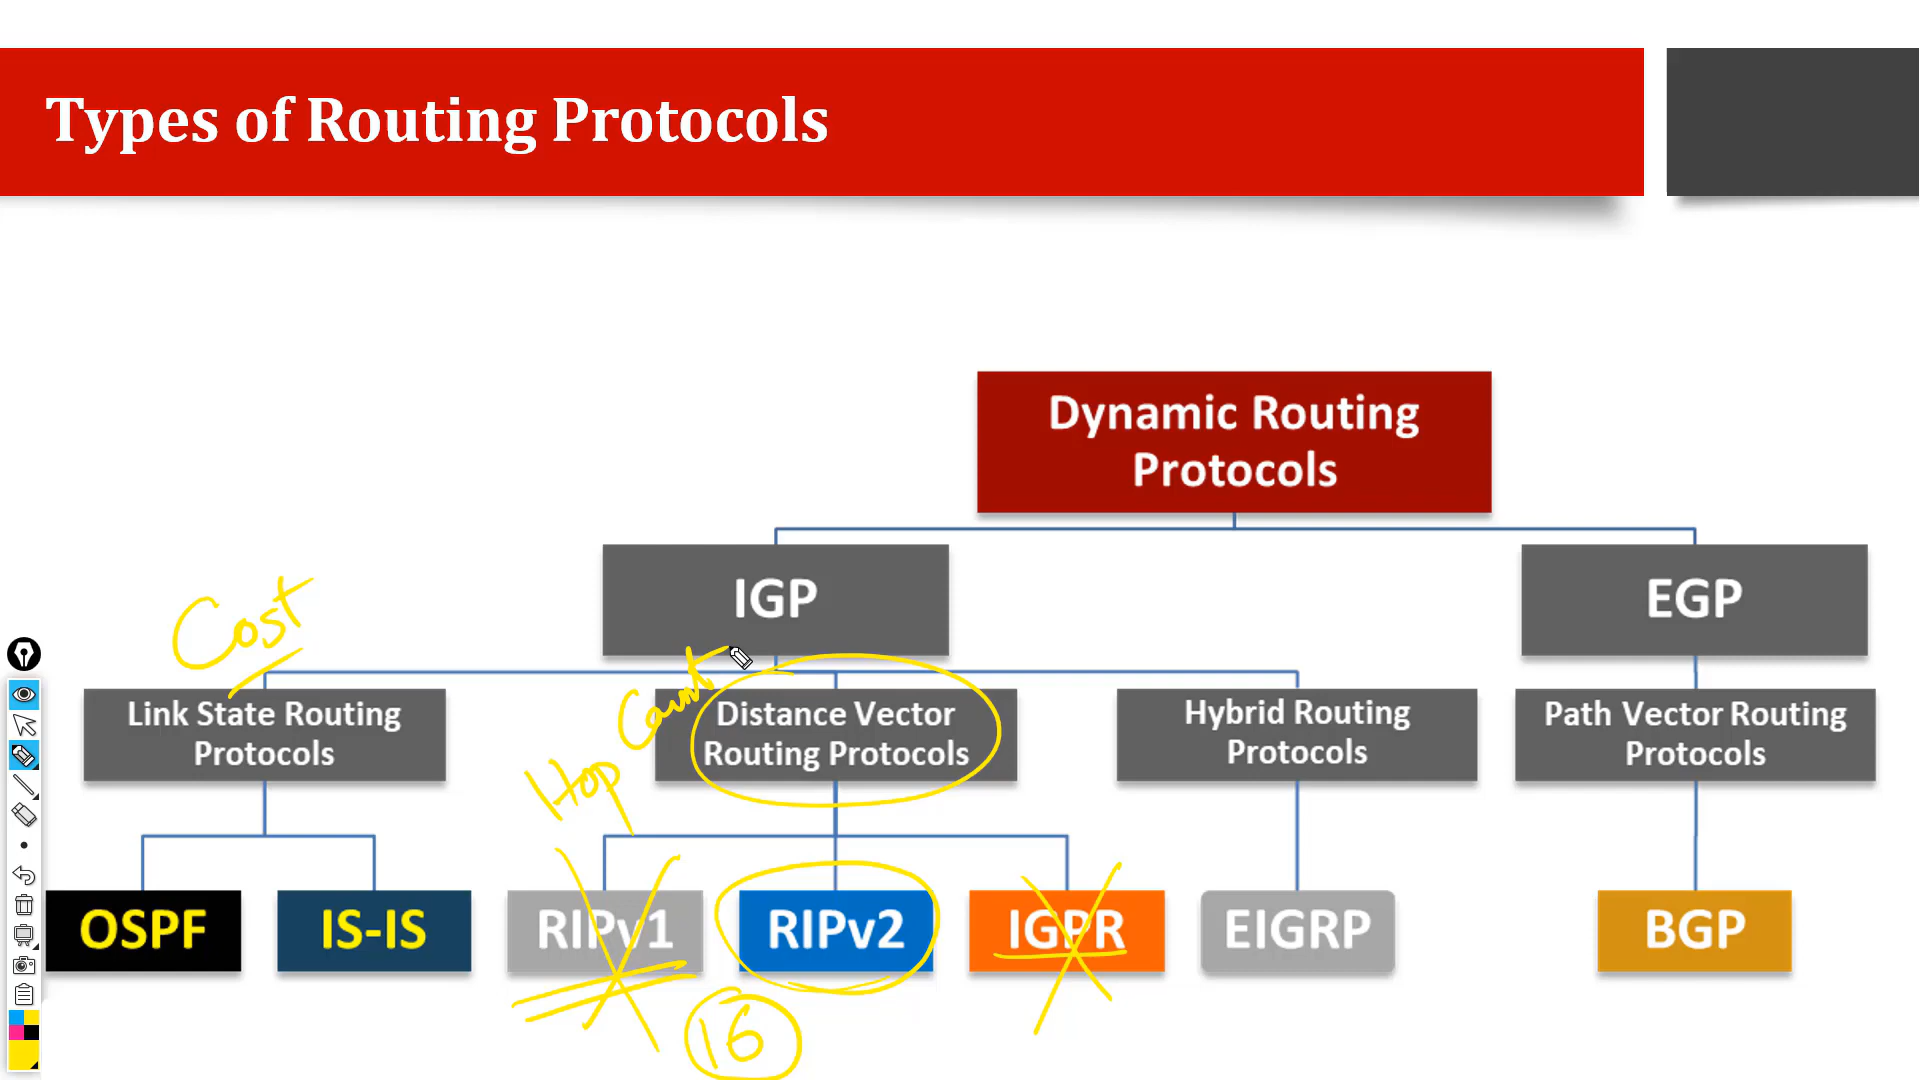 Types of Routing Protocols
Dynamic Routing
Protocols
IGP
EGP
Cost
Hop Count
Link State Routing
Protocols
Distance Vector
Routing Protocols
Hybrid Routing
Protocols
Path Vector Routing
Protocols
OSPF
IS-IS
RIPv1
RIPv2
IGPR
EIGRP
BGP
16